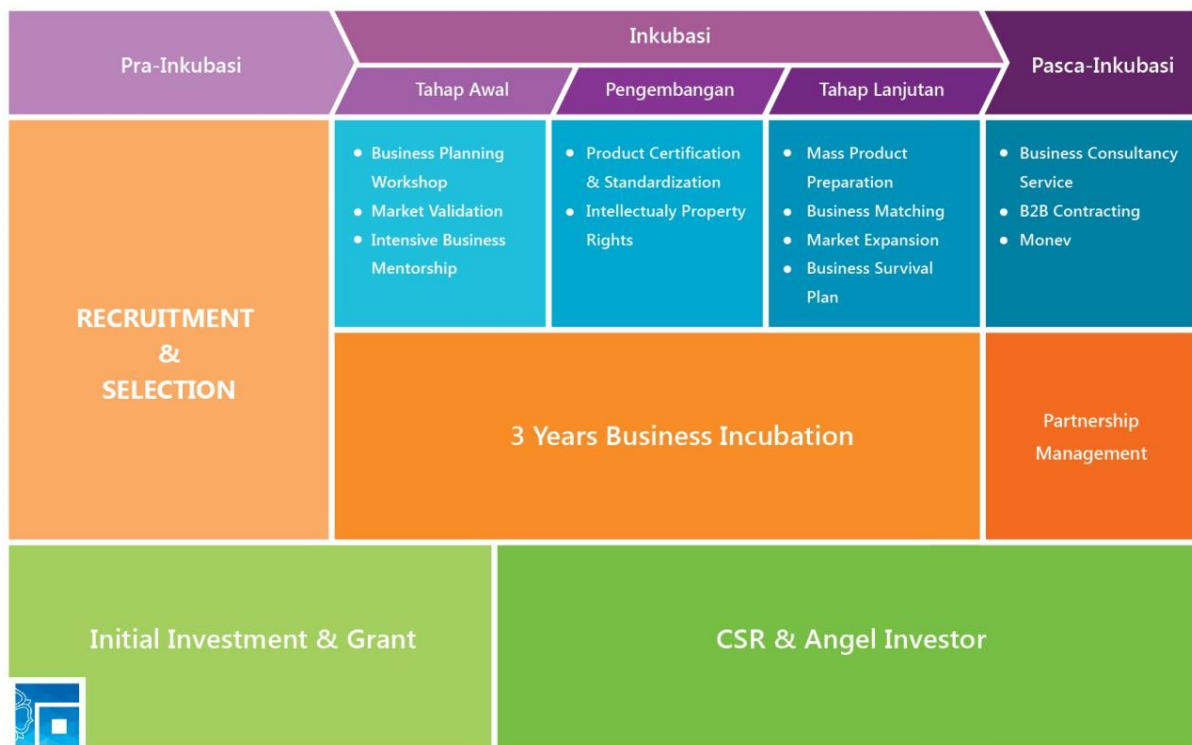 Pra-Inkubasi
Inkubasi
Pasca-Inkubasi
Tahap Awal
Pengembangan
Tahap Lanjutan
RECRUITMENT
&
SELECTION
• Business Planning
Workshop
• Market Validation
• Intensive Business
Mentorship
• Product Certification
& Standardization
• Intellectualy Property
Rights
• Mass Product
Preparation
• Business Matching
• Market Expansion
• Business Survival
Plan
• Business Consultancy
Service
• B2B Contracting
• Monev
3 Years Business Incubation
Partnership
Management
Initial Investment & Grant
CSR & Angel Investor